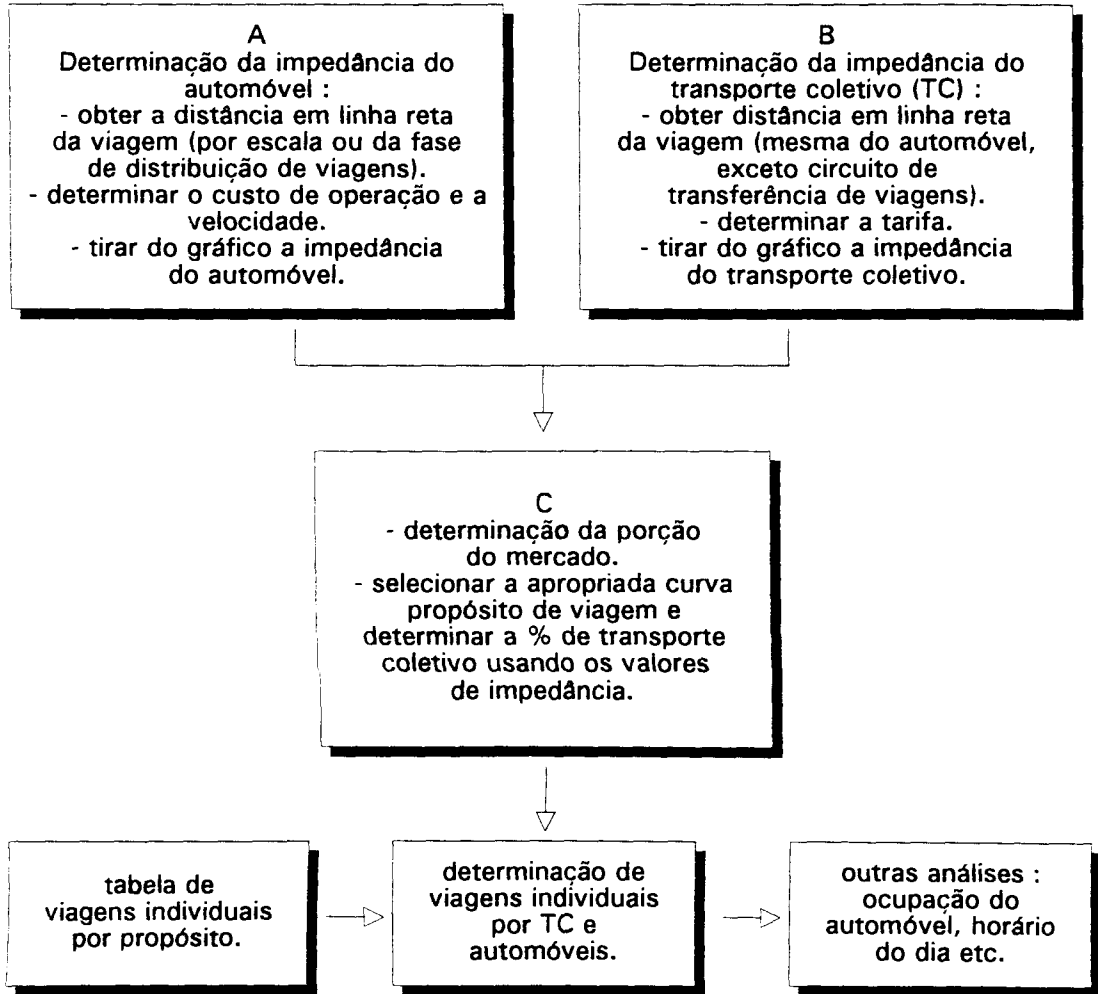 A
Determinação da impedância do
automóvel :
- obter a distância em linha reta
da viagem (por escala ou da fase
de distribuição de viagens).
- determinar o custo de operação e a
velocidade.
- tirar do gráfico a impedância
do automóvel.
B
Determinação da impedância do
transporte coletivo (TC) :
- obter distância em linha reta
da viagem (mesma do automóvel,
exceto circuito de
transferência de viagens).
- determinar a tarifa.
- tirar do gráfico a impedância
do transporte coletivo.
C
- determinação da porção
do mercado.
- selecionar a apropriada curva
propósito de viagem e
determinar a % de transporte
coletivo usando os valores
de impedância.
tabela de
viagens individuais
por propósito.
determinação de
viagens individuais
por TC e
automóveis.
outras análises :
ocupação do
automóvel, horário
do dia etc.